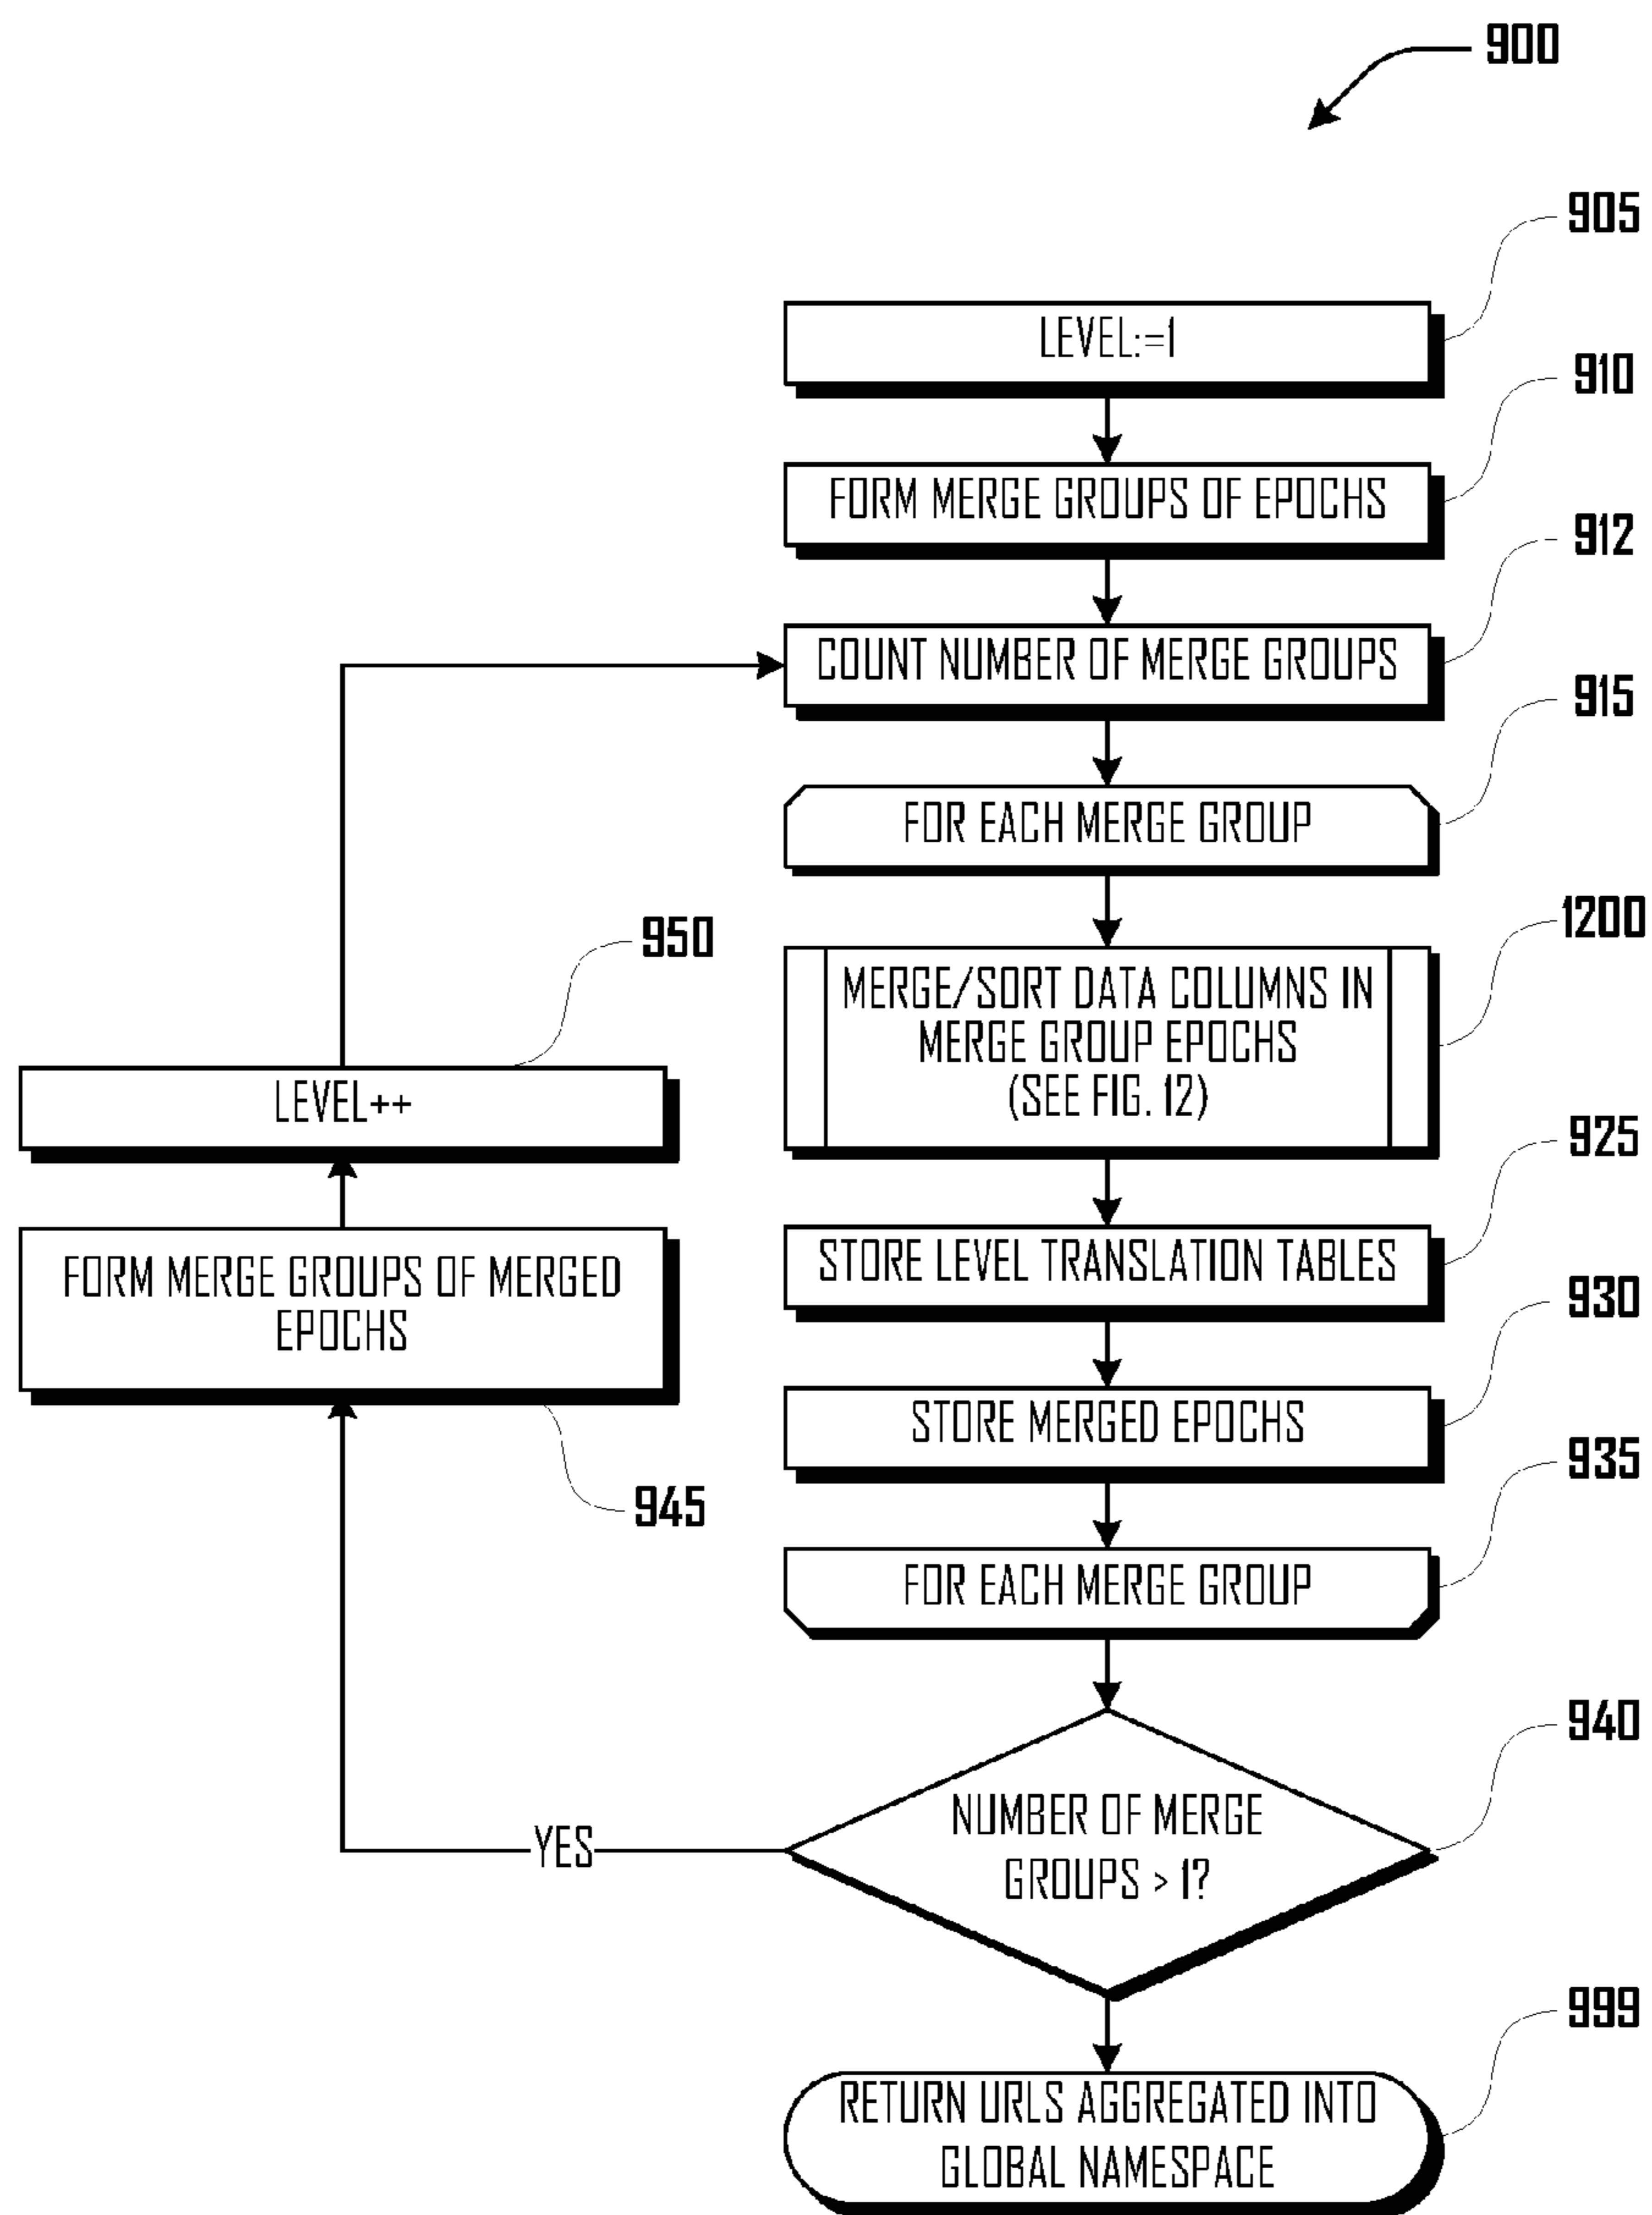 900
905
LEVEL:=1
910
FORM MERGE GROUPS OF EPOCHS
912
COUNT NUMBER OF MERGE GROUPS
915
FOR EACH MERGE GROUP
1200
MERGE/SORT DATA COLUMNS IN
MERGE GROUP EPOCHS
(SEE FIG. 12)
950
LEVEL++
925
STORE LEVEL TRANSLATION TABLES
FORM MERGE GROUPS OF MERGED
EPOCHS
930
STORE MERGED EPOCHS
945
935
FOR EACH MERGE GROUP
940
NUMBER OF MERGE
GROUPS > 1?
YES
999
RETURN URLS AGGREGATED INTO
GLOBAL NAMESPACE